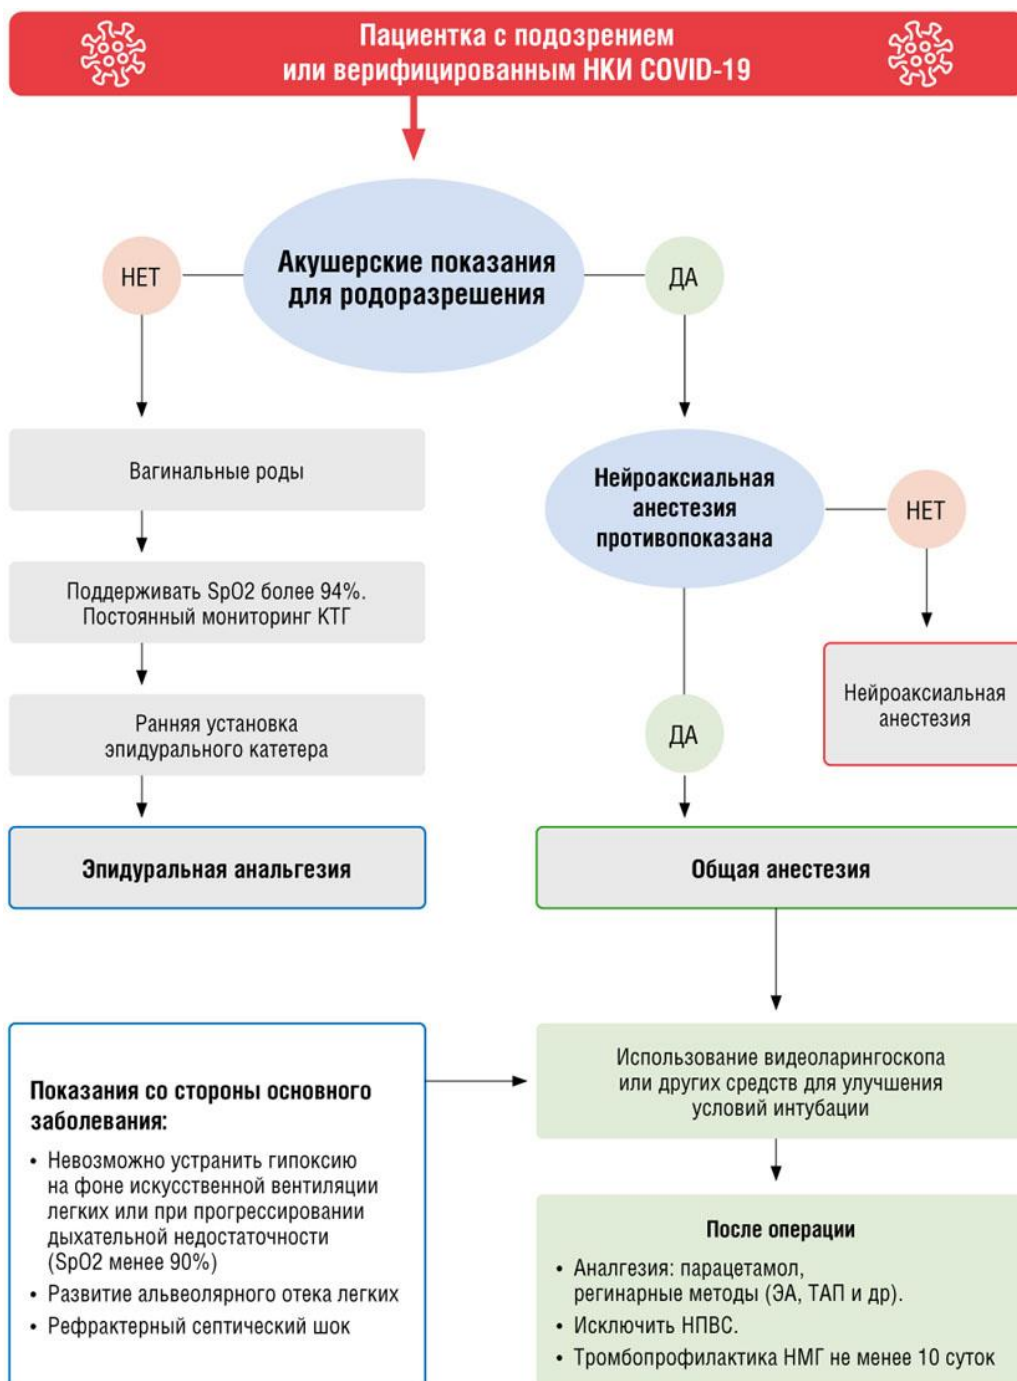 Пациентка с подозрением
или верифицированным НКИ COVID-19
Акушерские показания
для родоразрешения
НЕТ
ДА
Вагинальные роды
Поддерживать SpO2 более 94%.
Постоянный мониторинг КТГ
Ранняя установка
эпидурального катетера
Эпидуральная анальгезия
Нейроаксиальная
анестезия
противопоказана
НЕТ
Нейроаксиальная
анестезия
ДА
Общая анестезия
Показания со стороны основного
заболевания:
• Невозможно устранить гипоксию
на фоне искусственной вентиляции
легких или при прогрессировании
дыхательной недостаточности
(SpO2 менее 90%)
• Развитие альвеолярного отека легких
• Рефрактерный септический шок
Использование видеоларингоскопа
или других средств для улучшения
условий интубации
После операции
• Аналгезия: парацетамол,
регинарные методы (ЭА, ТАП и др).
• Исключить НПВС.
• Тромбопрофилактика НМГ не менее 10 суток